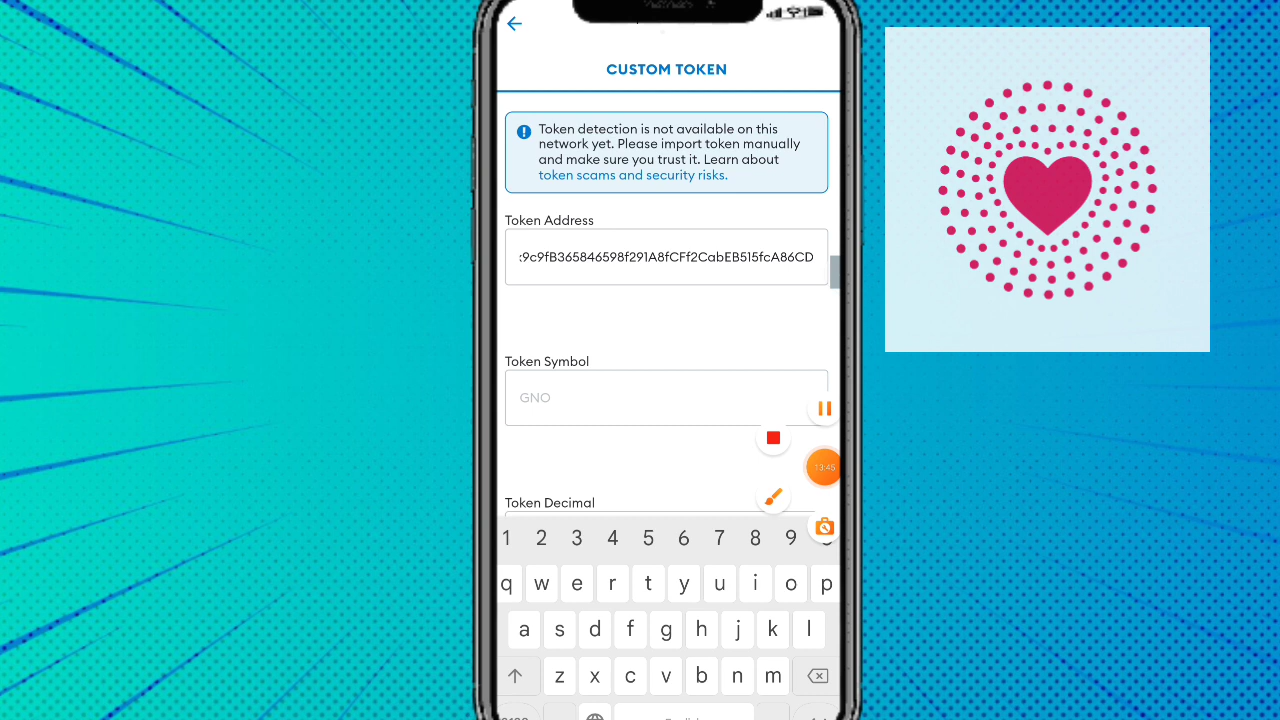 CUSTOM TOKEN
Token detection is not available on this
network yet. Please import token manually
and make sure you trust it. Learn about
token scams and security risks.
Token Address
:9c9fB365846598f291A8fCFf2CabEB515fcA86CD
Token Symbol
GNO
13:45
Token Decimal
1 2 3 4 5 6 7 8 9
q w e r t y u i o p
a s d f g h j k l
z x c v b n m